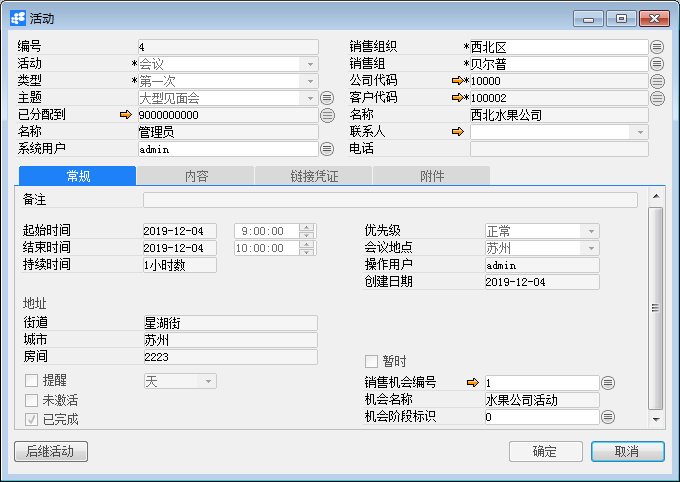 活动
编号 4
活动 *会议
类型 *第一次
主题 大型见面会
已分配到 9000000000
名称 管理员
系统用户 admin
销售组织 *西北区
销售组 *贝尔普
公司代码 *10000
客户代码 *100002
名称 西北水果公司
联系人
电话
常规 内容 链接凭证 附件
备注
起始时间 2019-12-04 9:00:00
结束时间 2019-12-04 10:00:00
持续时间 1小时数
优先级 正常
会议地点 苏州
操作用户 admin
创建日期 2019-12-04
地址
街道 星湖街
城市 苏州
房间 2223
提醒 天
未激活
已完成
暂时
销售机会编号 1
机会名称 水果公司活动
机会阶段标识 0
后继活动 确定 取消